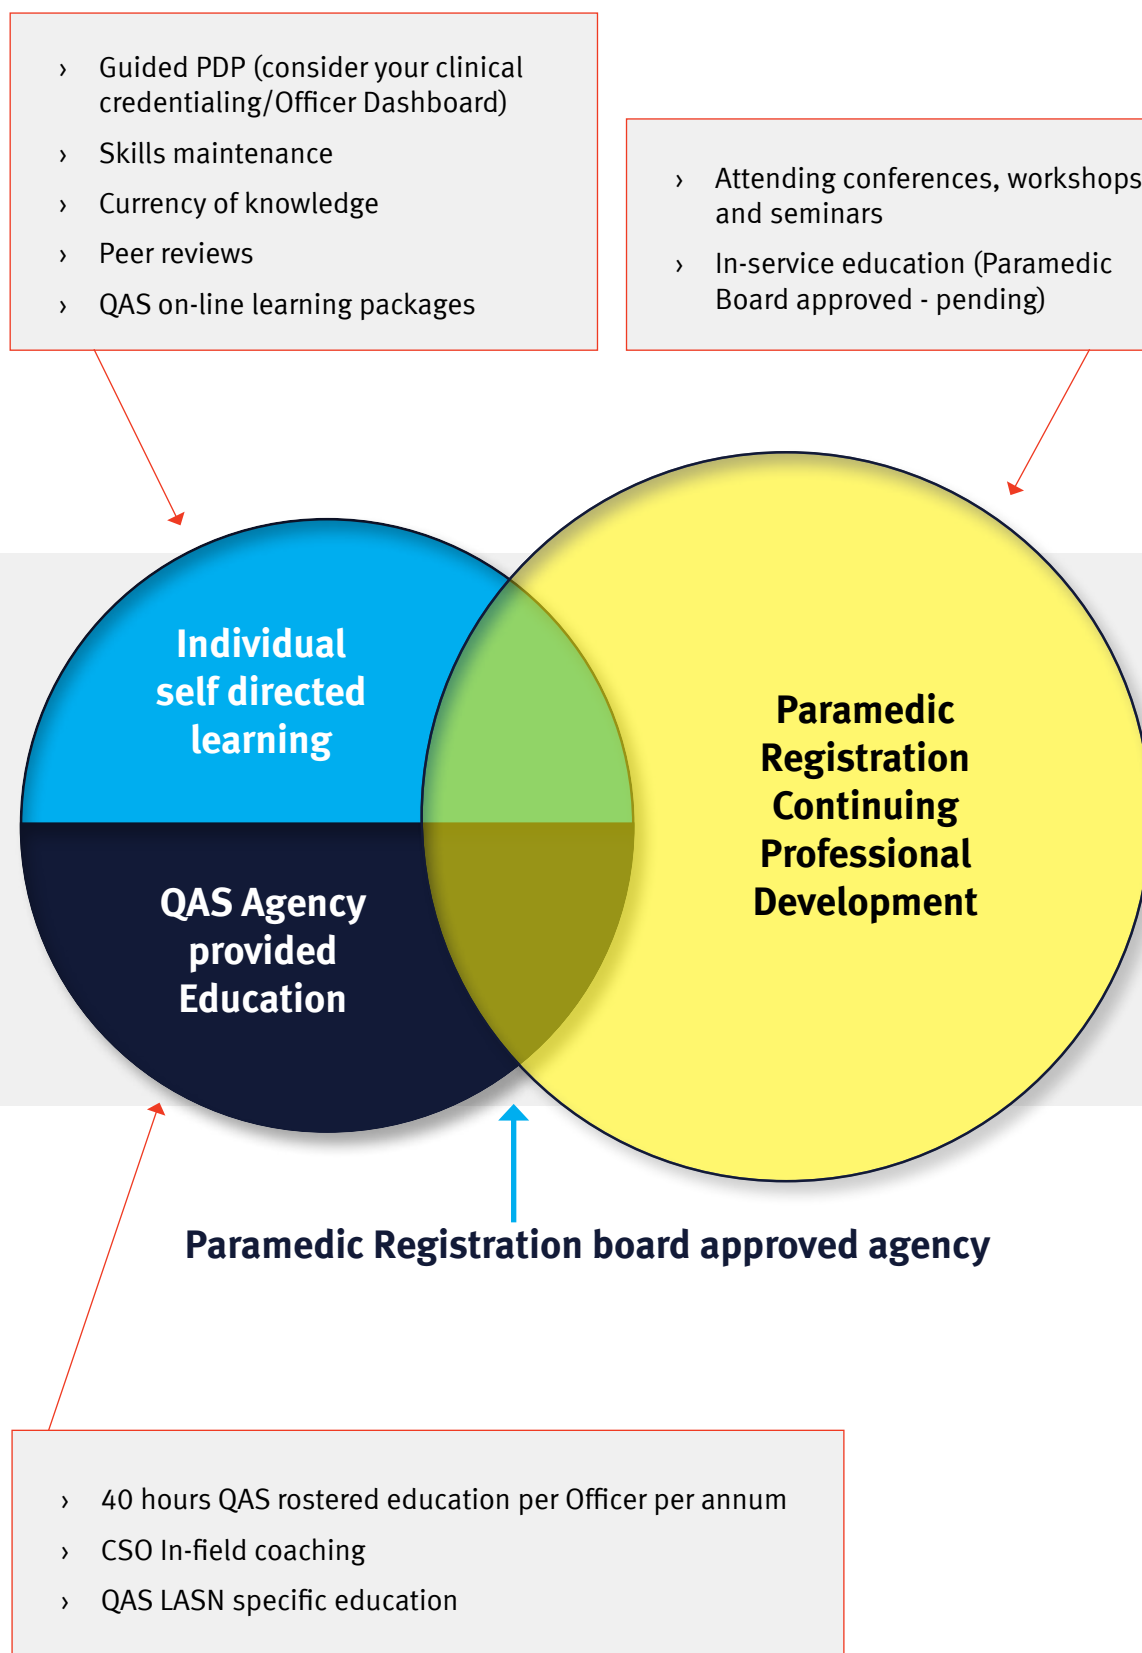 › Guided PDP (consider your clinical
credentialing/Officer Dashboard)
› Skills maintenance
› Currency of knowledge
› Peer reviews
› QAS on-line learning packages
› Attending conferences, workshops
and seminars
› In-service education (Paramedic
Board approved - pending)
Individual
self directed
learning
QAS Agency
provided
Education
Paramedic
Registration
Continuing
Professional
Development
Paramedic Registration board approved agency
› 40 hours QAS rostered education per Officer per annum
› CSO In-field coaching
› QAS LASN specific education